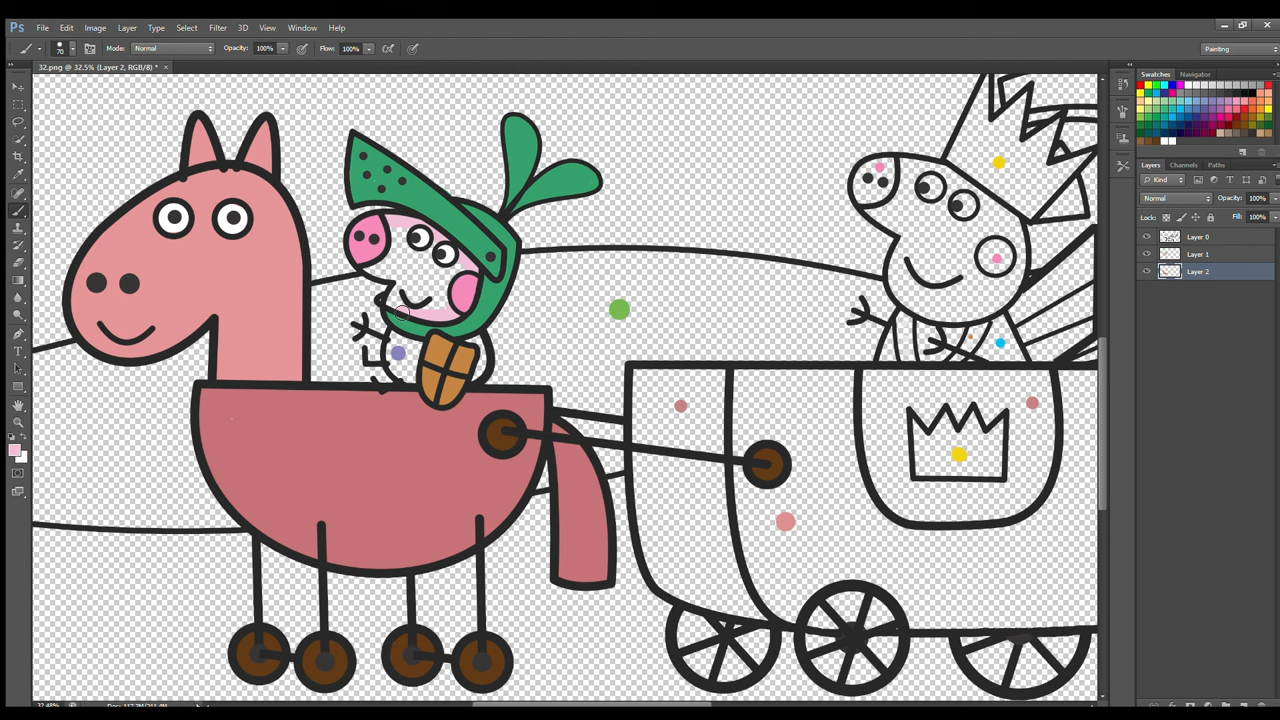 Ps File Edit Image Layer Type Select Filter 3D View Window Help
70 Mode: Normal Opacity: 100% Flow: 100% Painting
32.png @ 32.5% (Layer 2, RGB/8) * ×
Swatches Navigator
Layers Channels Paths
Kind
Normal Opacity: 100%
Lock: Fill: 100%
Layer 0
Layer 1
Layer 2